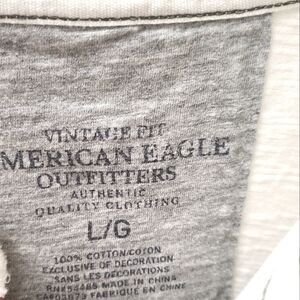 VINTAGE FIT
MERICAN EAGLE
OUTFITTERS
AUTHENTIC
QUALITY CLOTHING
L/G
100% COTTON/COTON
EXCLUSIVE OF DECORATION
SANS LES DECORATIONS
MADE IN CHINA
FABRIQUE EN CHINE